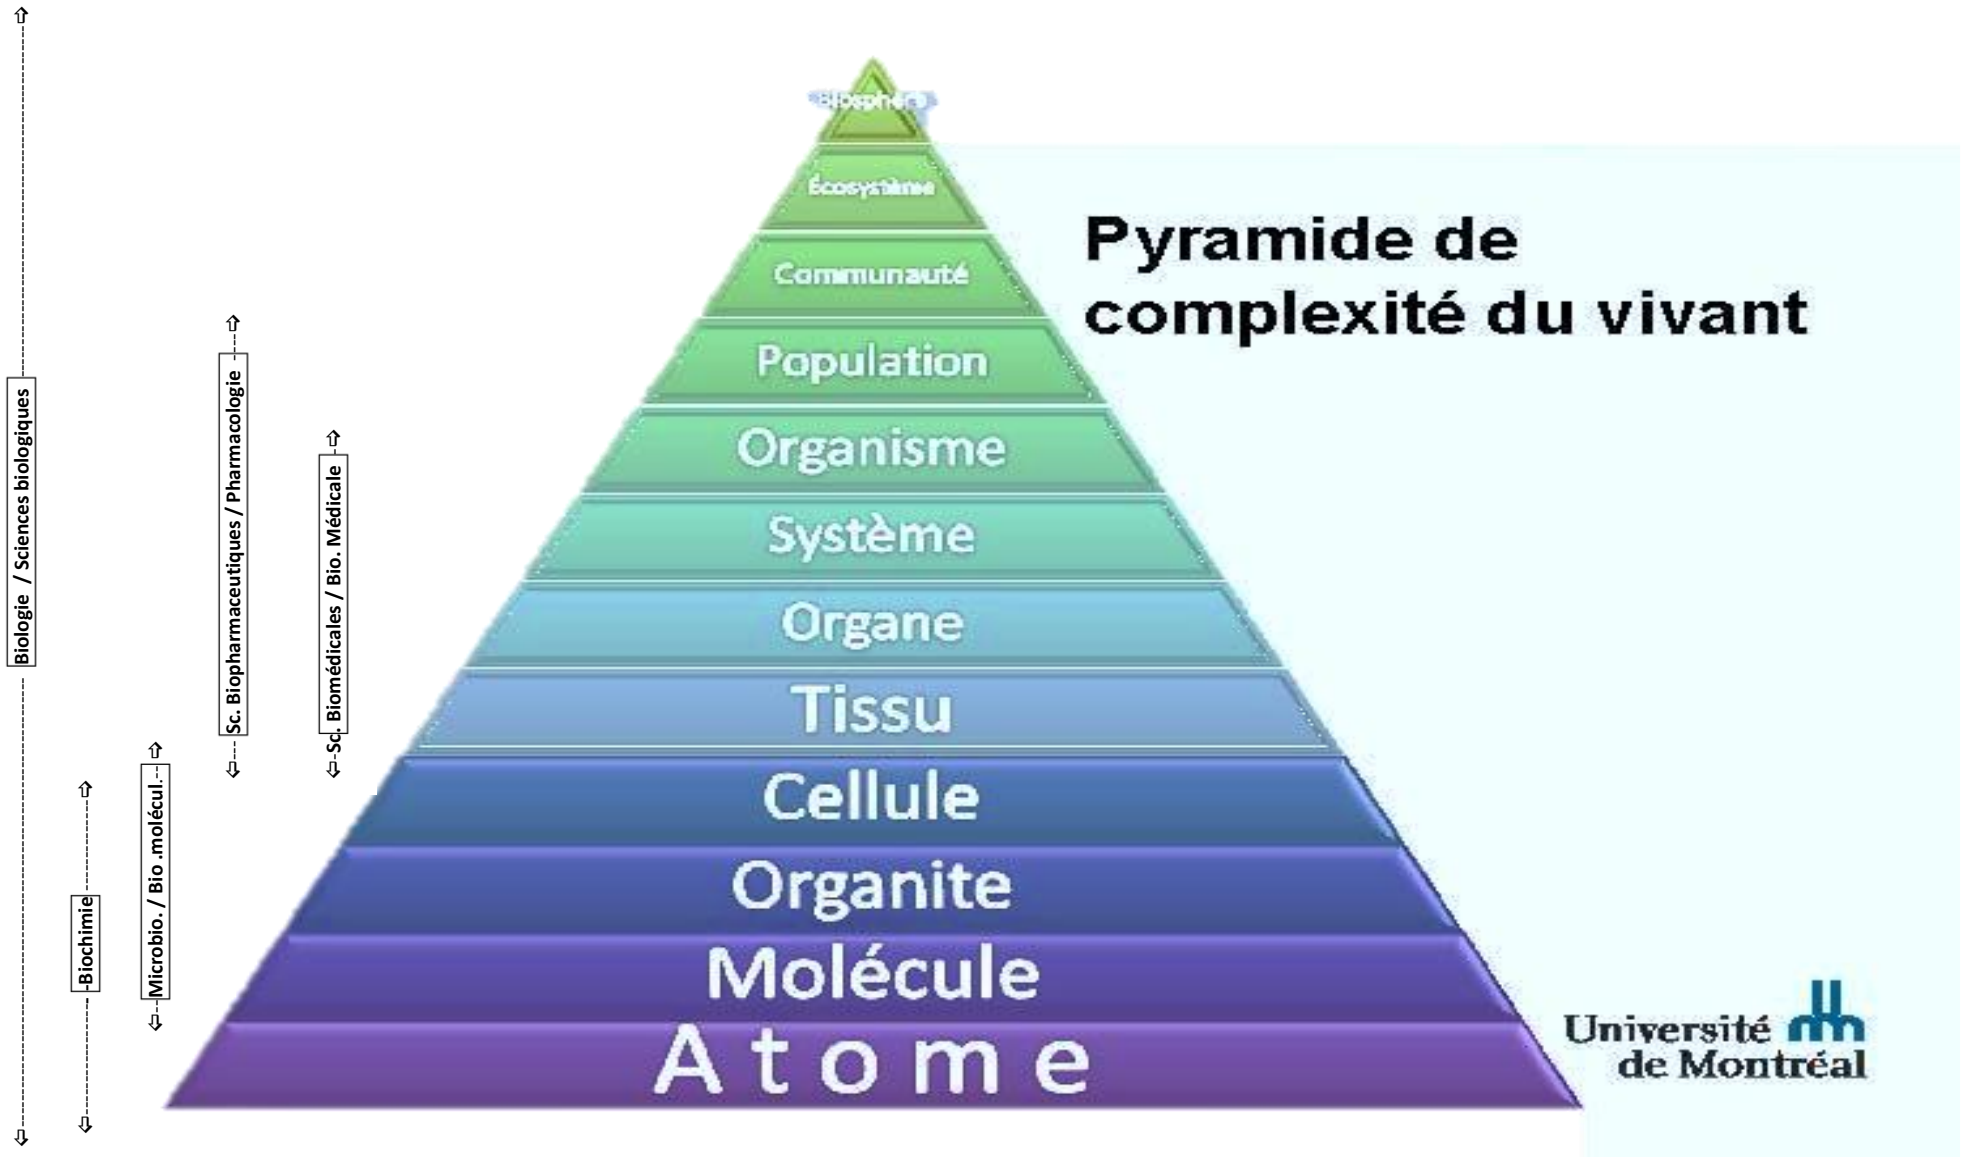 Biosphère
Écosystème
Communauté
Population
Organisme
Système
Organe
Tissu
Cellule
Organite
Molécule
Atome
Pyramide de
complexité du vivant
Biologie / Sciences biologiques
Biochimie
Microbio. / Bio .molécul.
Sc. Biopharmaceutiques / Pharmacologie
Sc. Biomédicales / Bio. Médicale
Université
de Montréal